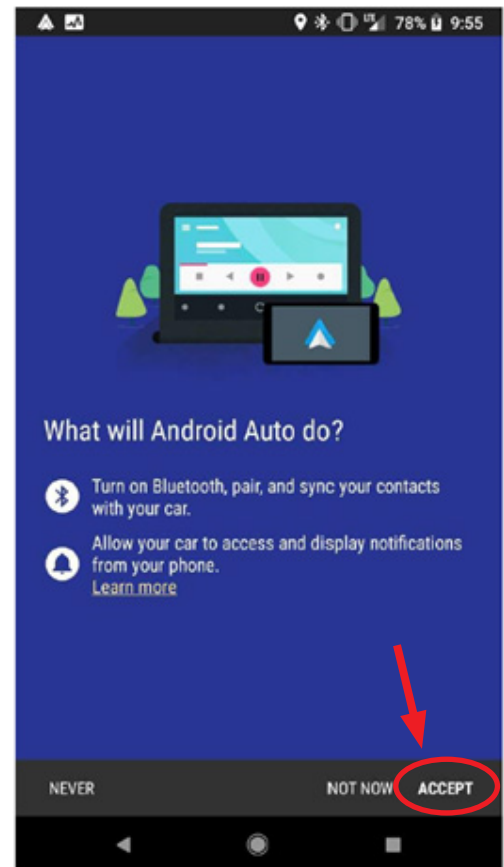 LTE 78% 9:55
What will Android Auto do?
Turn on Bluetooth, pair, and sync your contacts
with your car.
Allow your car to access and display notifications
from your phone.
Learn more
NEVER NOT NOW ACCEPT